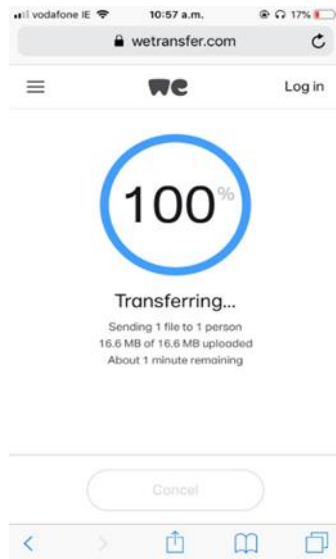 vodafone IE 10:57 a.m. 17%
wetransfer.com
we Log in
100%
Transferring...
Sending 1 file to 1 person
16.6 MB of 16.6 MB uploaded
About 1 minute remaining
Cancel